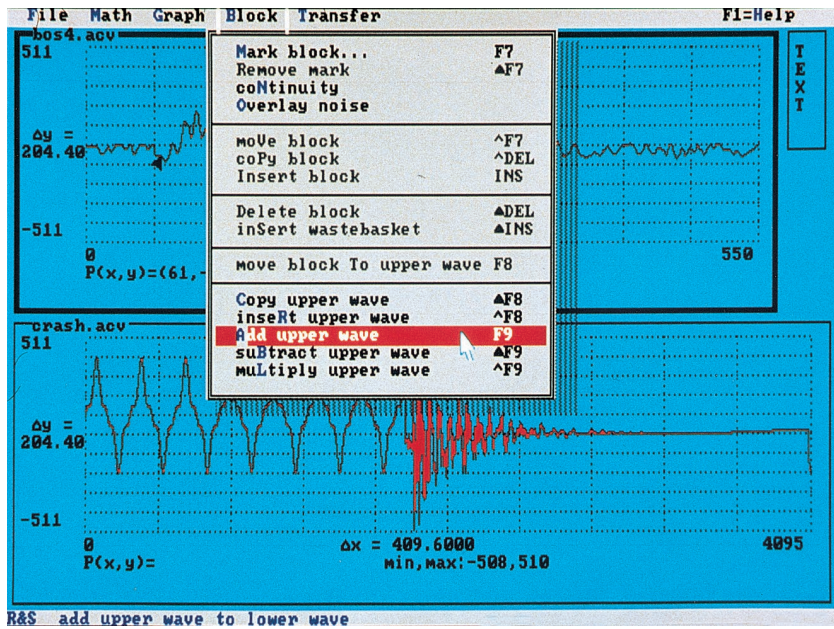 File Math Graph Block Transfer F1=Help
bos4.acv
511
Δy =
204.40
-511
0
550
P(x,y)=(61,-
T
E
X
T
Mark block... F7
Remove mark ▲F7
coNtinuity
Overlay noise
moVe block ^F7
coPy block ^DEL
Insert block INS
Delete block ▲DEL
inSert wastebasket ▲INS
move block To upper wave F8
Copy upper wave ▲F8
inseRt upper wave ^F8
Add upper wave F9
suBtract upper wave ▲F9
muLtiply upper wave ^F9
crash.acv
511
Δy =
204.40
-511
0 Δx = 409.6000 4095
P(x,y)= min,max:-508,510
R&S add upper wave to lower wave